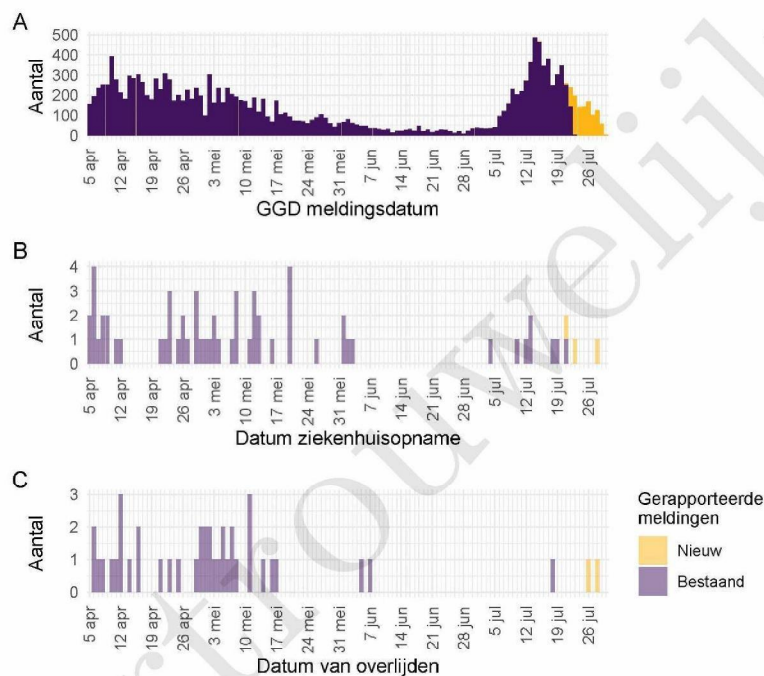 A
Aantal
500
400
300
200
100
0
5 apr
12 apr
19 apr
26 apr
3 mei
10 mei
17 mei
24 mei
31 mei
7 jun
14 jun
21 jun
28 jun
5 jul
12 jul
19 jul
26 jul
GGD meldingsdatum
B
Aantal
4
3
2
1
0
5 apr
12 apr
19 apr
26 apr
3 mei
10 mei
17 mei
24 mei
31 mei
7 jun
14 jun
21 jun
28 jun
5 jul
12 jul
19 jul
26 jul
Datum ziekenhuisopname
C
Aantal
3
2
1
0
5 apr
12 apr
19 apr
26 apr
3 mei
10 mei
17 mei
24 mei
31 mei
7 jun
14 jun
21 jun
28 jun
5 jul
12 jul
19 jul
26 jul
Datum van overlijden
Gerapporteerde
meldingen
Nieuw
Bestaand
rtrouwelijk